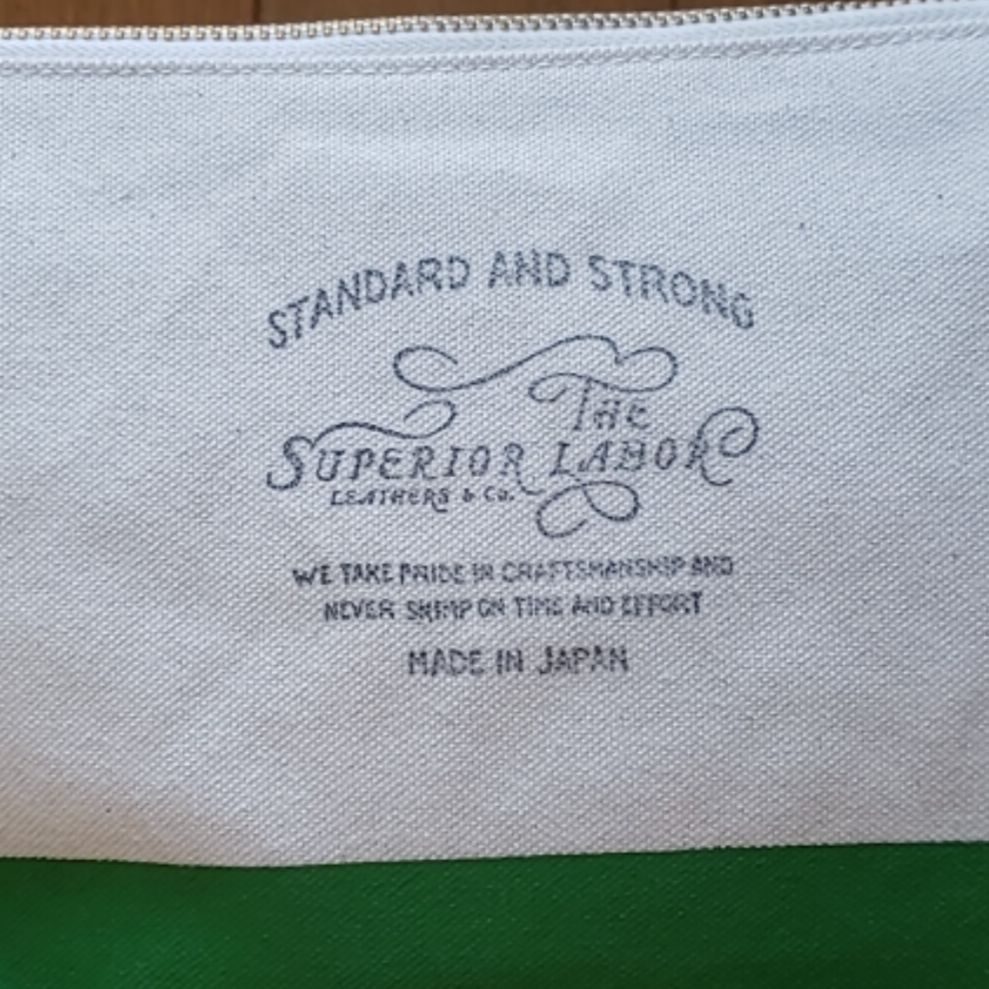 STANDARD AND STRONG
THE
SUPERIOR LABOR
LEATHERS & Co.
WE TAKE PRIDE IN CRAFTSMANSHIP AND
NEVER SKIMP ON TIME AND EFFORT
MADE IN JAPAN